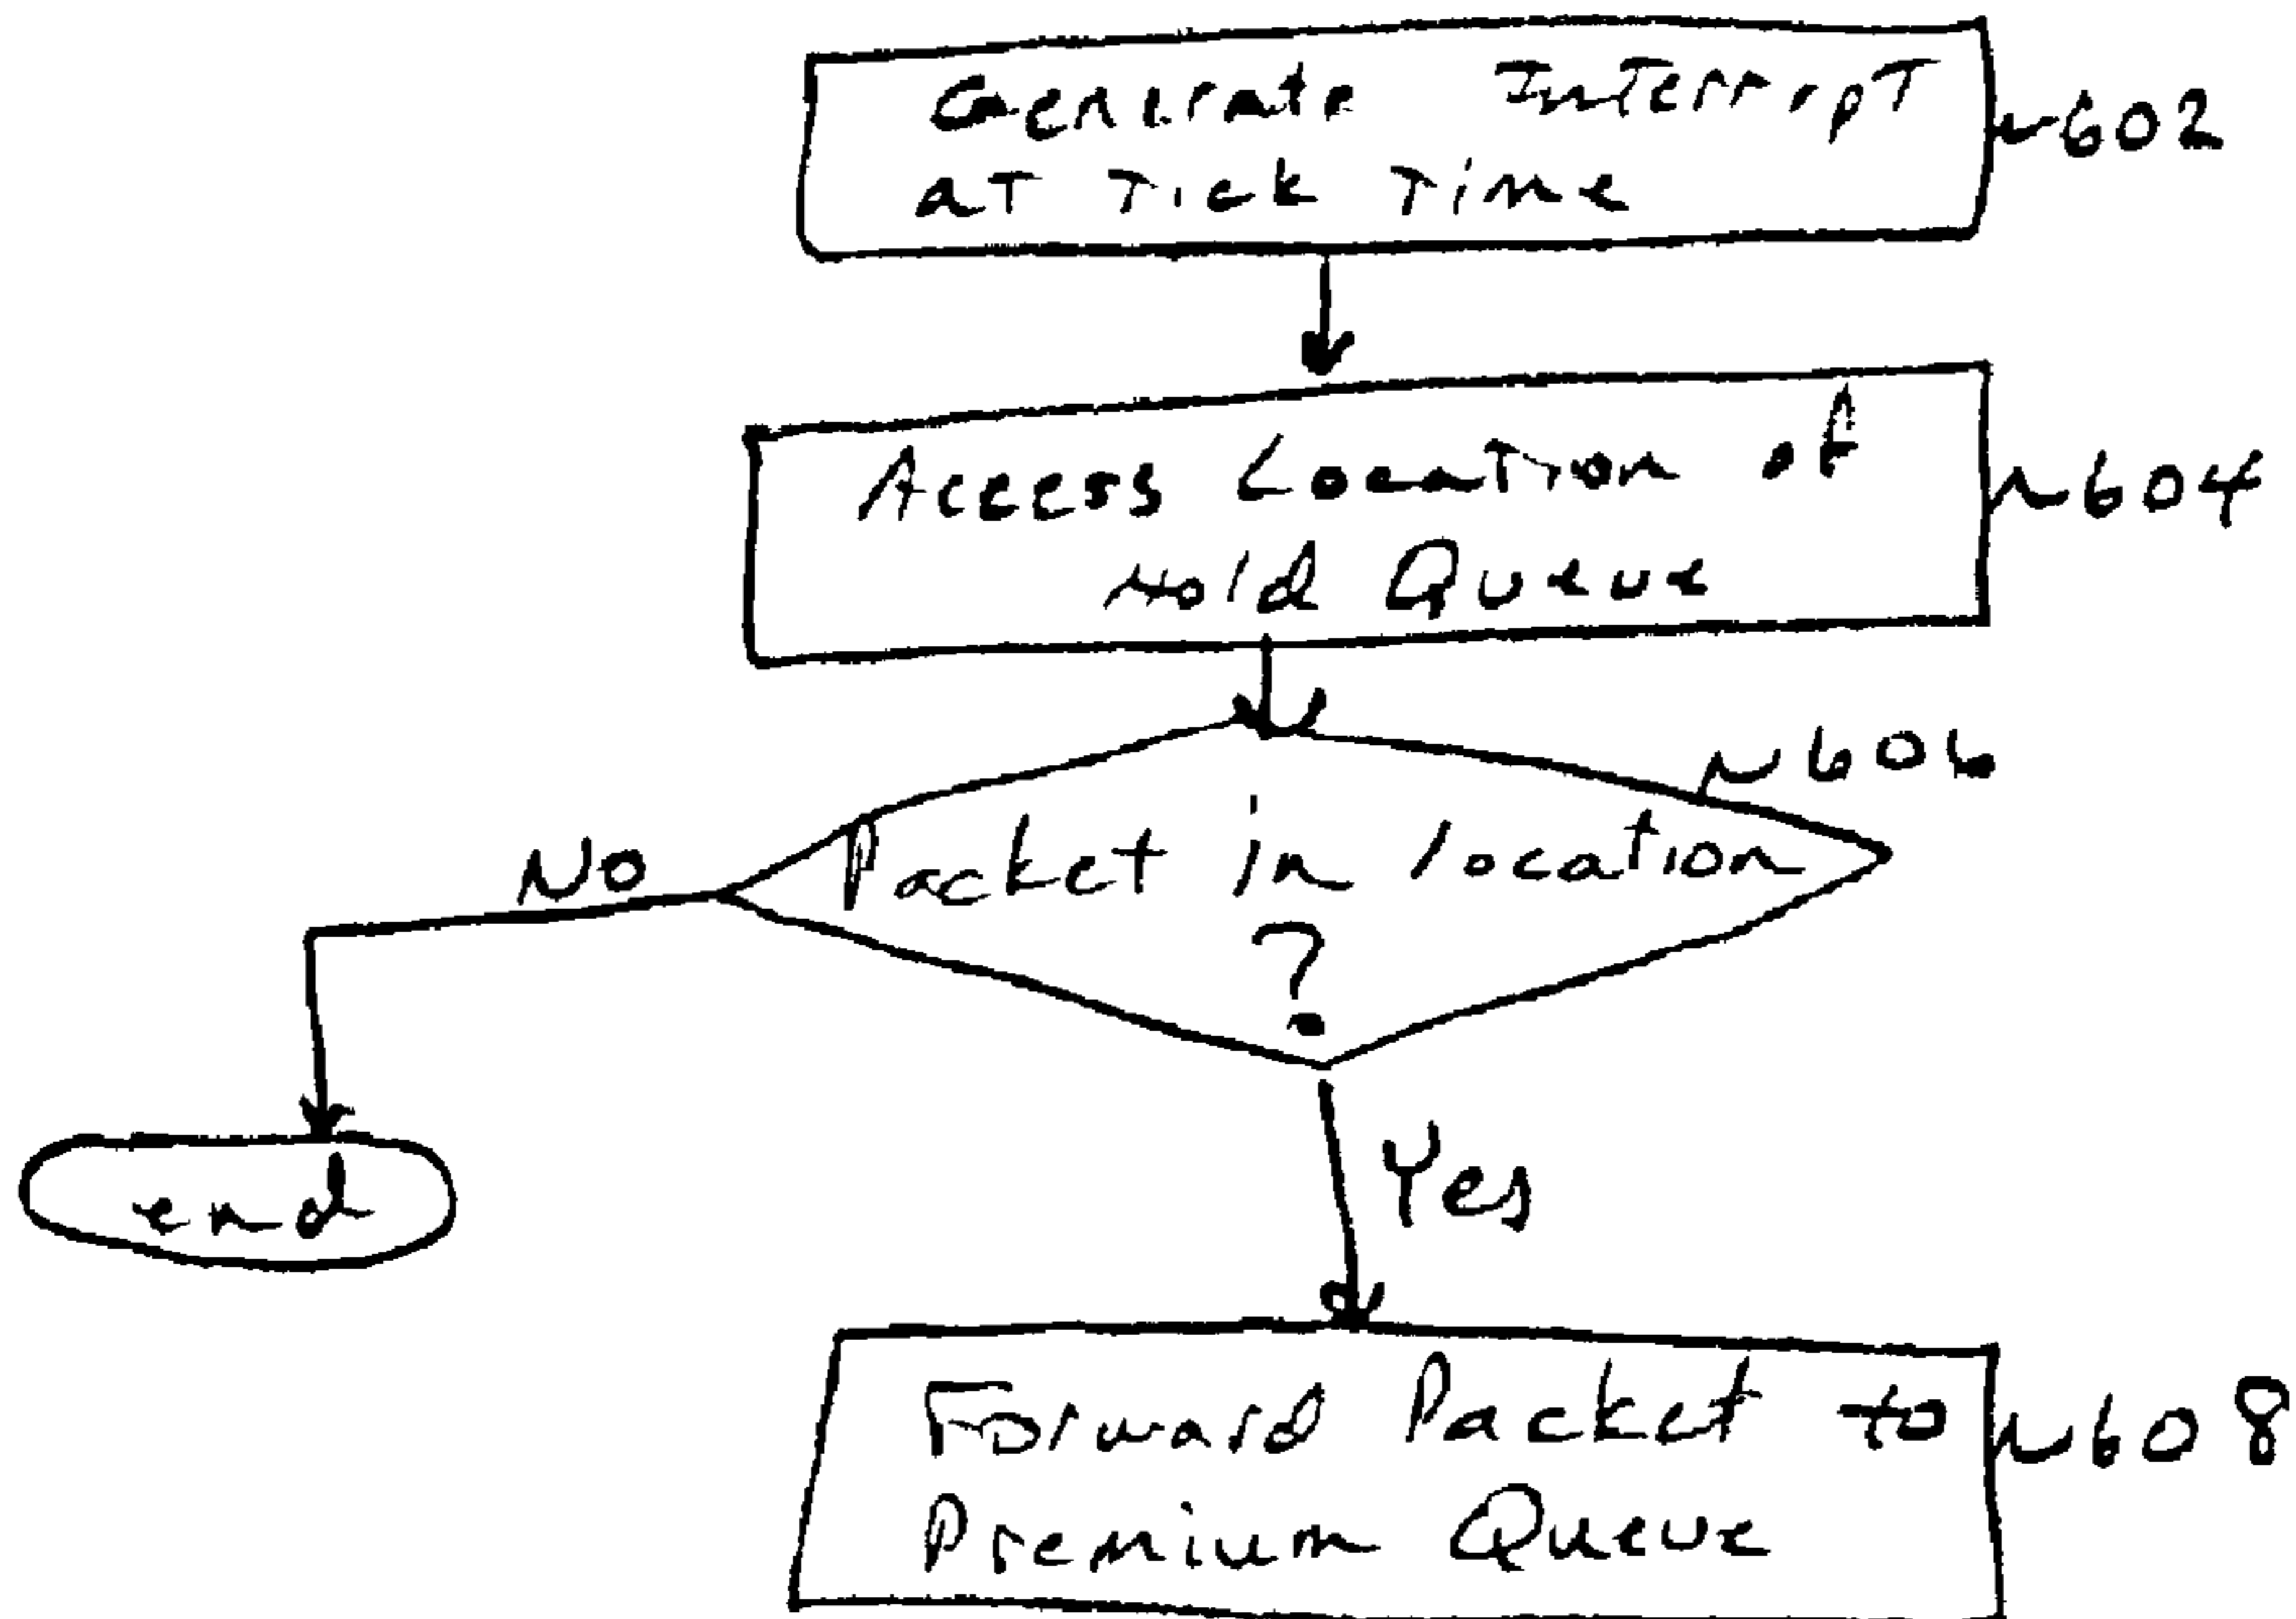 Generate Interrupt
at Tick Time
602
Access Location of
Hold Queue
604
606
Packet in location
?
No
end
Yes
Forward Packet to
Premium Queue
608